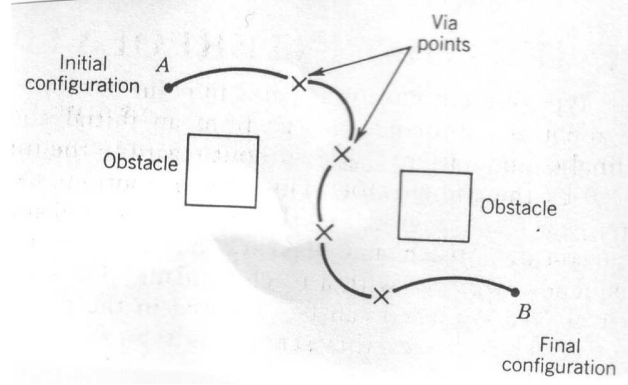 Via
points
Initial
configuration
A
Obstacle
Obstacle
B
Final
configuration